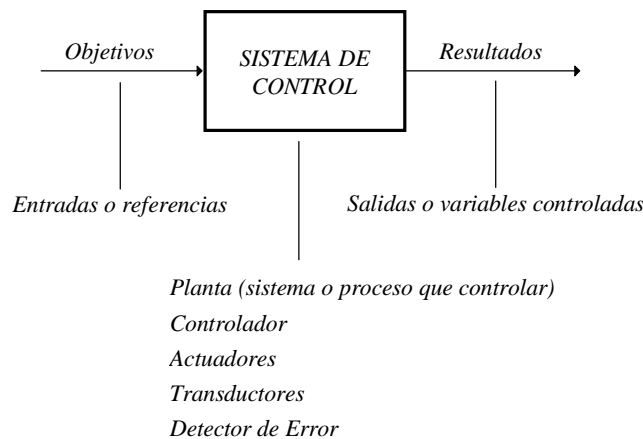 Objetivos
SISTEMA DE
CONTROL
Resultados
Entradas o referencias
Salidas o variables controladas
Planta (sistema o proceso que controlar)
Controlador
Actuadores
Transductores
Detector de Error